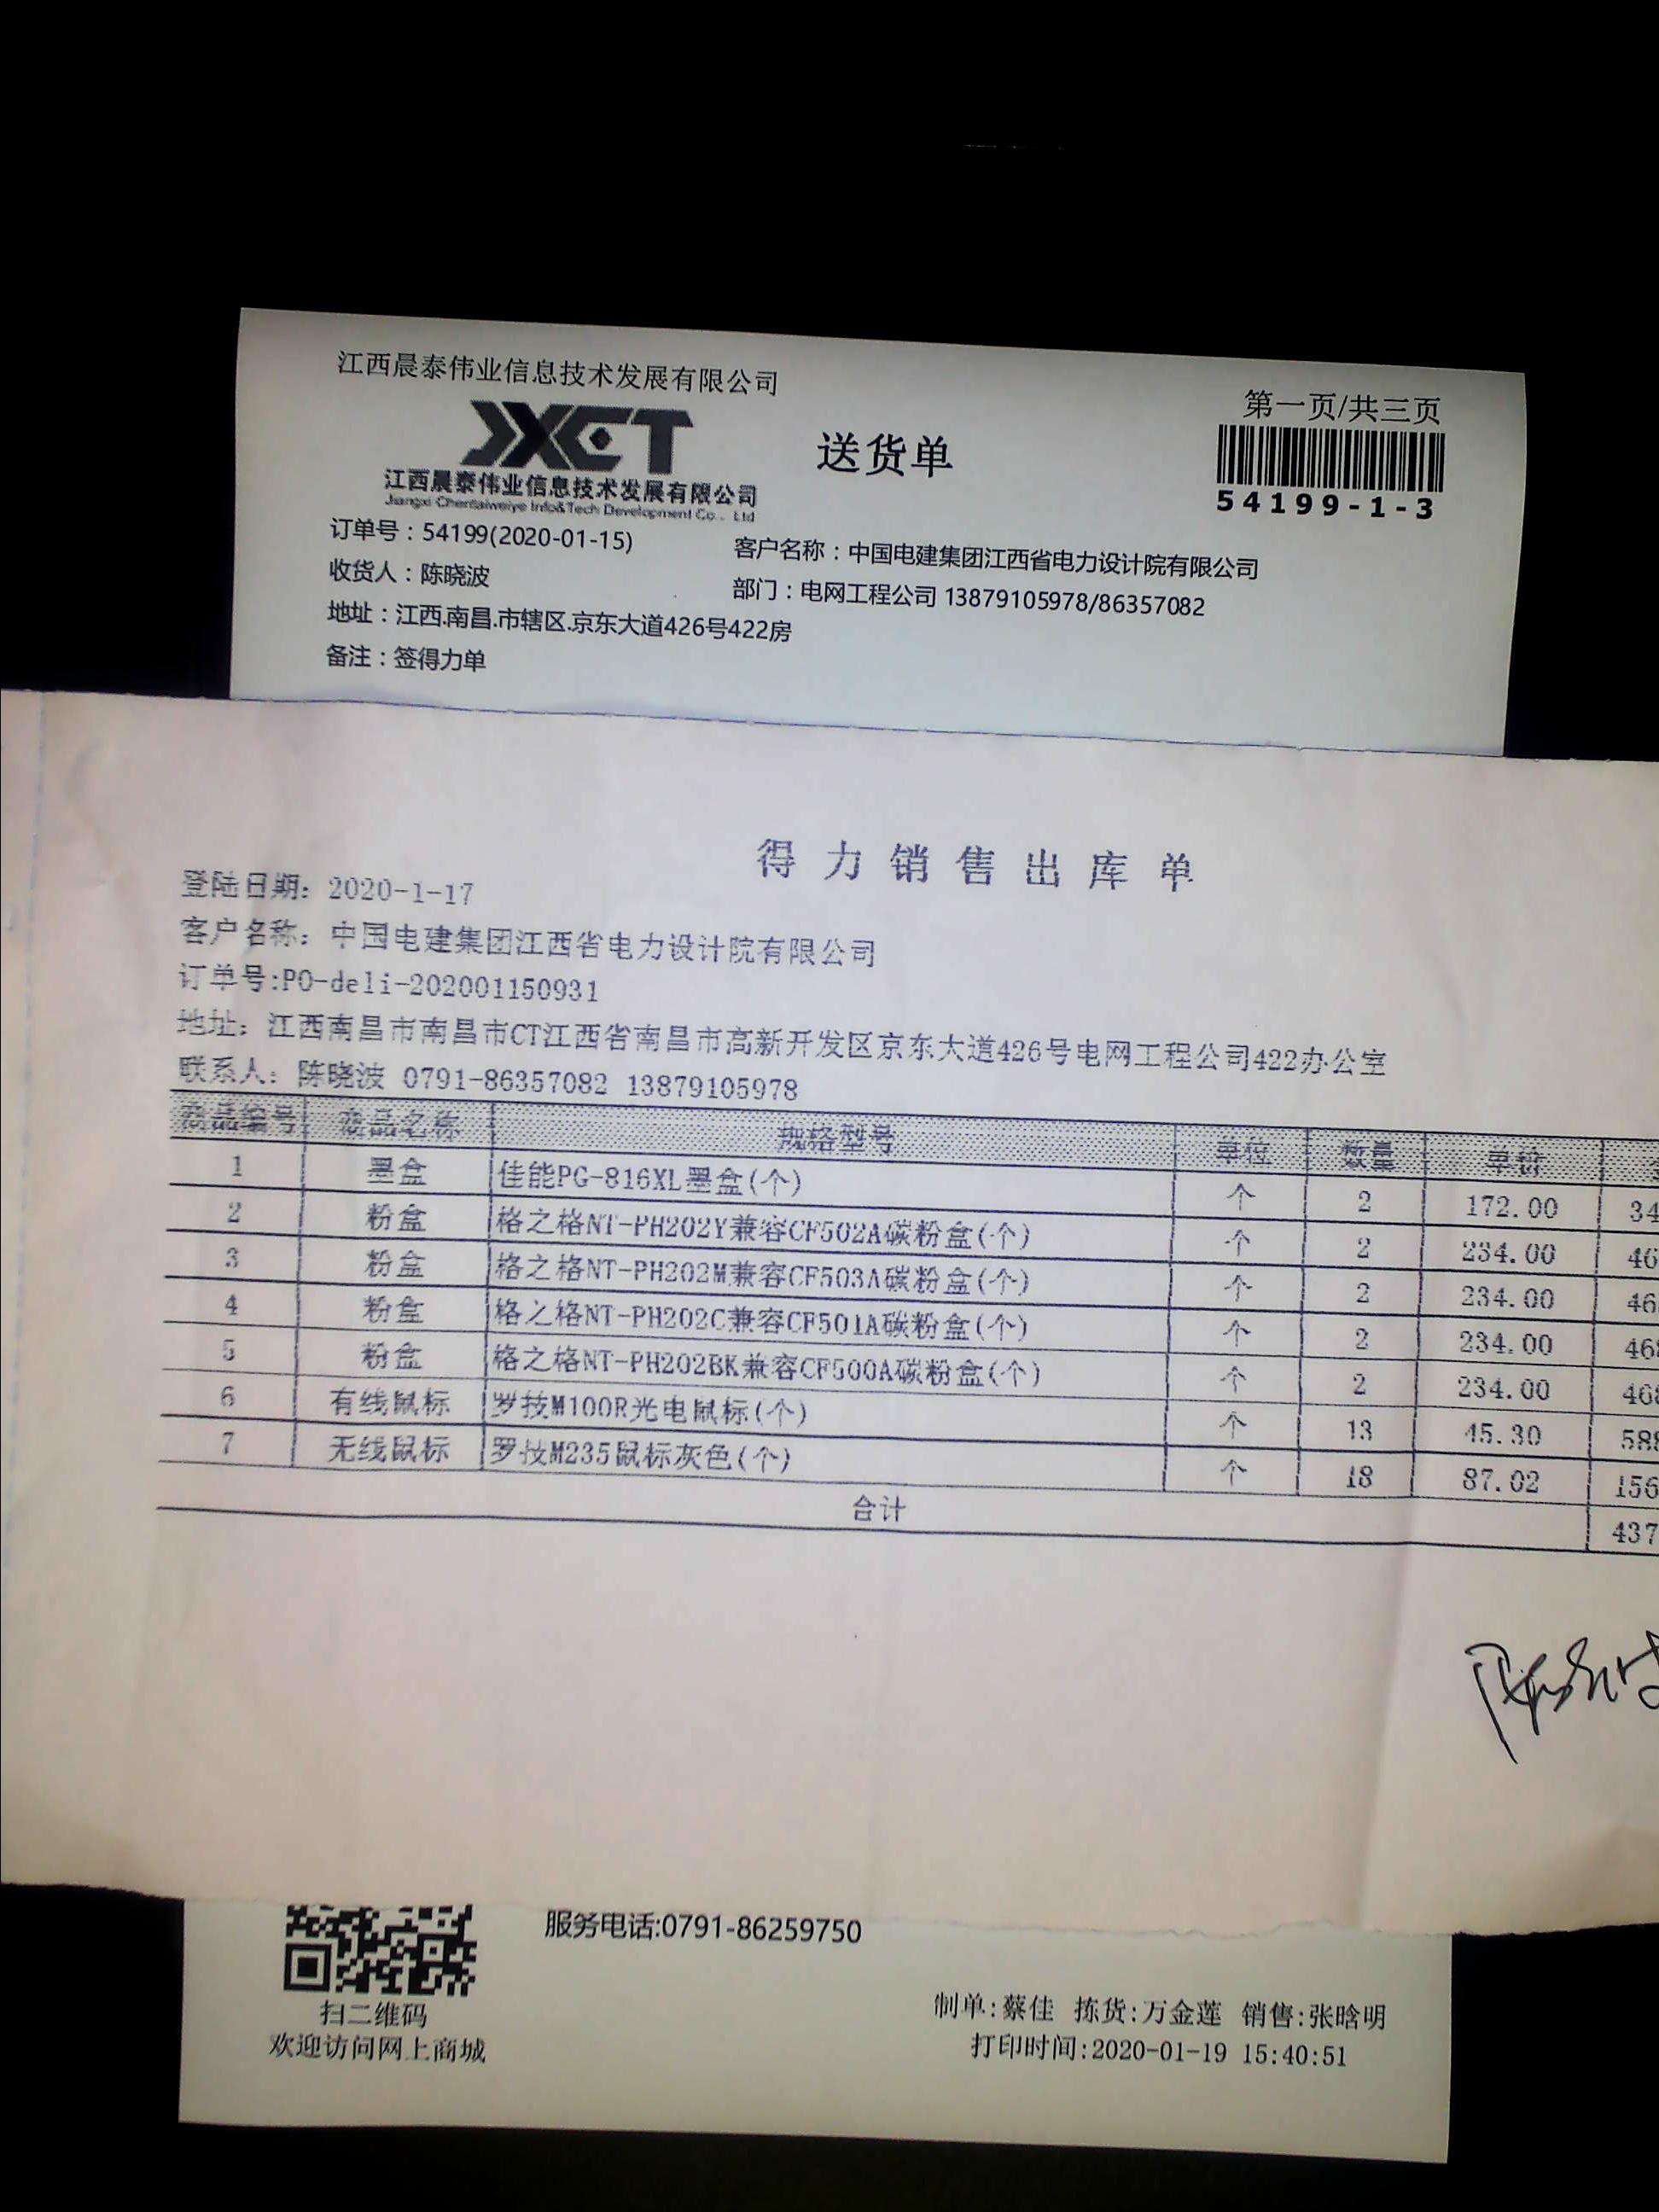 江西晨泰伟业信息技术发展有限公司
第一页/共三页
JXCT
送货单
江西晨泰伟业信息技术发展有限公司
Jiangxi Chentaiweiye Info&Tech Development Co., Ltd
54199-1-3
订单号：54199(2020-01-15)
客户名称：中国电建集团江西省电力设计院有限公司
收货人：陈晓波
部门：电网工程公司 13879105978/86357082
地址：江西.南昌.市辖区.京东大道426号422房
备注：签得力单
得力销售出库单
登陆日期：2020-1-17
客户名称：中国电建集团江西省电力设计院有限公司
订单号:PO-deli-202001150931
地址：江西南昌市南昌市CT江西省南昌市高新开发区京东大道426号电网工程公司422办公室
联系人：陈晓波 0791-86357082 13879105978
商品编号 商品名称 规格型号 单位 数量 单价
1 墨盒 佳能PG-816XL墨盒(个) 个 2 172.00 34
2 粉盒 格之格NT-PH202Y兼容CF502A碳粉盒(个) 个 2 234.00 46
3 粉盒 格之格NT-PH202M兼容CF503A碳粉盒(个) 个 2 234.00 46
4 粉盒 格之格NT-PH202C兼容CF501A碳粉盒(个) 个 2 234.00 46
5 粉盒 格之格NT-PH202BK兼容CF500A碳粉盒(个) 个 2 234.00 46
6 有线鼠标 罗技M100R光电鼠标(个) 个 13 45.30 588
7 无线鼠标 罗技M235鼠标灰色(个) 个 18 87.02 156
合计 437
陈晓波
服务电话:0791-86259750
扫二维码
欢迎访问网上商城
制单:蔡佳 拣货:万金莲 销售:张晗明
打印时间:2020-01-19 15:40:51